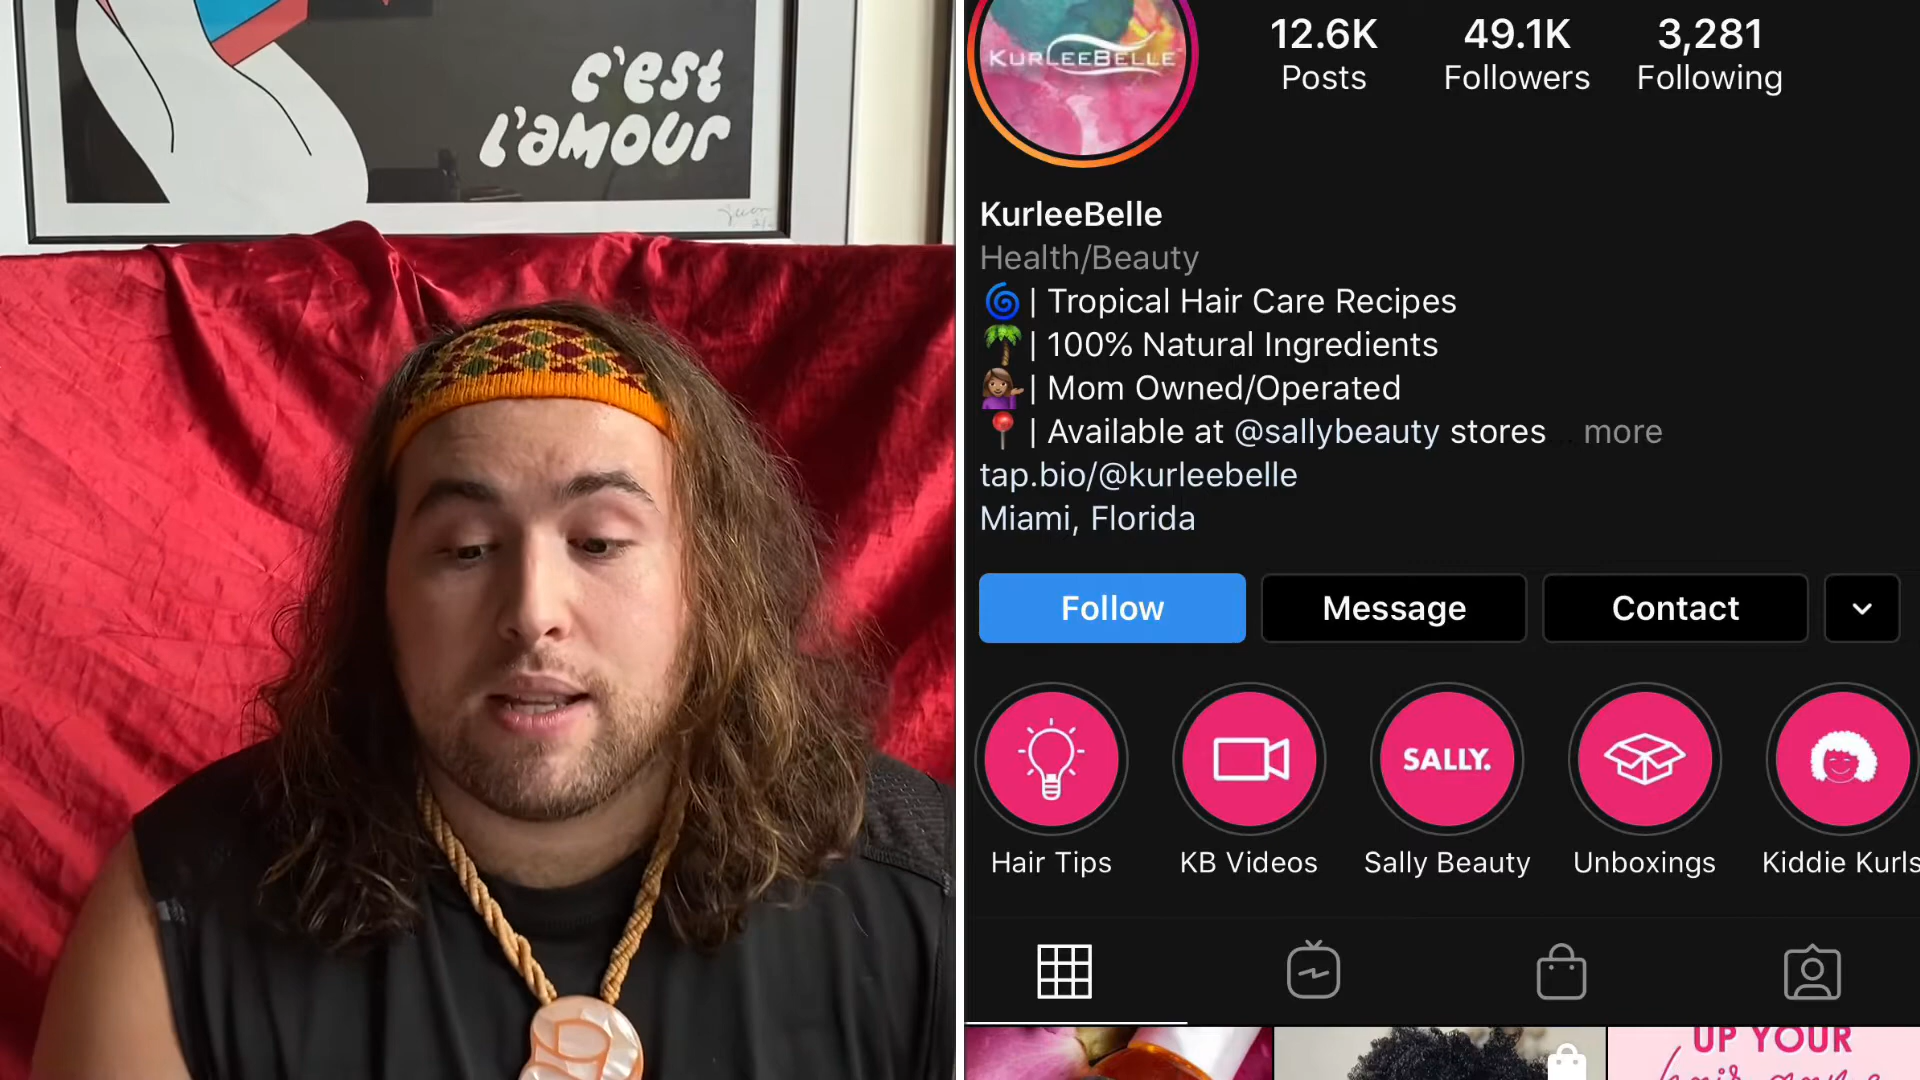 c'est
l'amour
KURLEEBELLE
12.6K
Posts
49.1K
Followers
3,281
Following
KurleeBelle
Health/Beauty
| Tropical Hair Care Recipes
| 100% Natural Ingredients
| Mom Owned/Operated
| Available at @sallybeauty stores more
tap.bio/@kurleebelle
Miami, Florida
Follow
Message
Contact
SALLY.
Hair Tips
KB Videos
Sally Beauty
Unboxings
Kiddie Kurls
UP YOUR